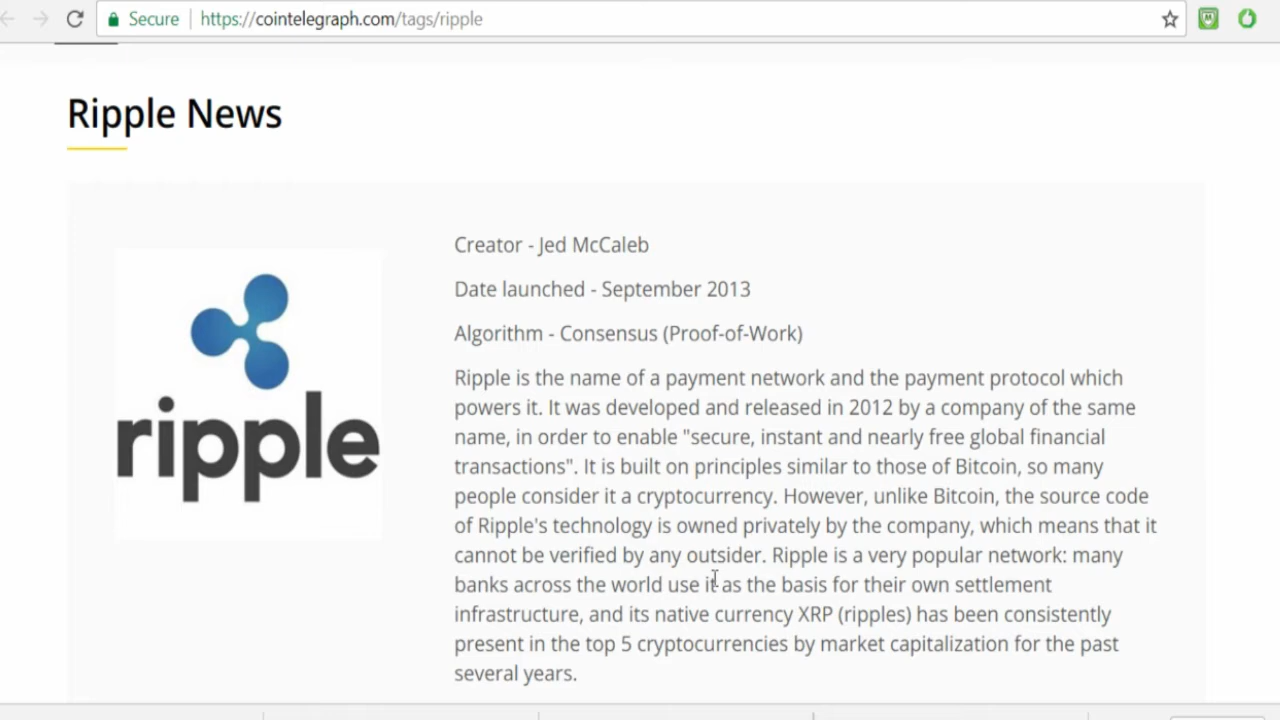 Secure
https://cointelegraph.com/tags/ripple
Ripple News
ripple
Creator - Jed McCaleb
Date launched - September 2013
Algorithm - Consensus (Proof-of-Work)
Ripple is the name of a payment network and the payment protocol which
powers it. It was developed and released in 2012 by a company of the same
name, in order to enable "secure, instant and nearly free global financial
transactions". It is built on principles similar to those of Bitcoin, so many
people consider it a cryptocurrency. However, unlike Bitcoin, the source code
of Ripple's technology is owned privately by the company, which means that it
cannot be verified by any outsider. Ripple is a very popular network: many
banks across the world use it as the basis for their own settlement
infrastructure, and its native currency XRP (ripples) has been consistently
present in the top 5 cryptocurrencies by market capitalization for the past
several years.